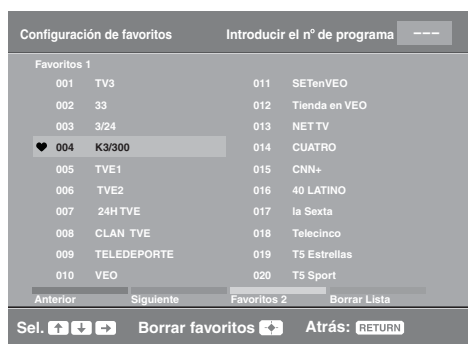 Configuración de favoritos Introducir el nº de programa ---
Favoritos 1
001 TV3 011 SETenVEO
002 33 012 Tienda en VEO
003 3/24 013 NET TV
004 K3/300 014 CUATRO
005 TVE1 015 CNN+
006 TVE2 016 40 LATINO
007 24H TVE 017 la Sexta
008 CLAN TVE 018 Telecinco
009 TELEDEPORTE 019 T5 Estrellas
010 VEO 020 T5 Sport
Anterior Siguiente Favoritos 2 Borrar Lista
Sel. ↑ ↓ → Borrar favoritos Atrás: RETURN